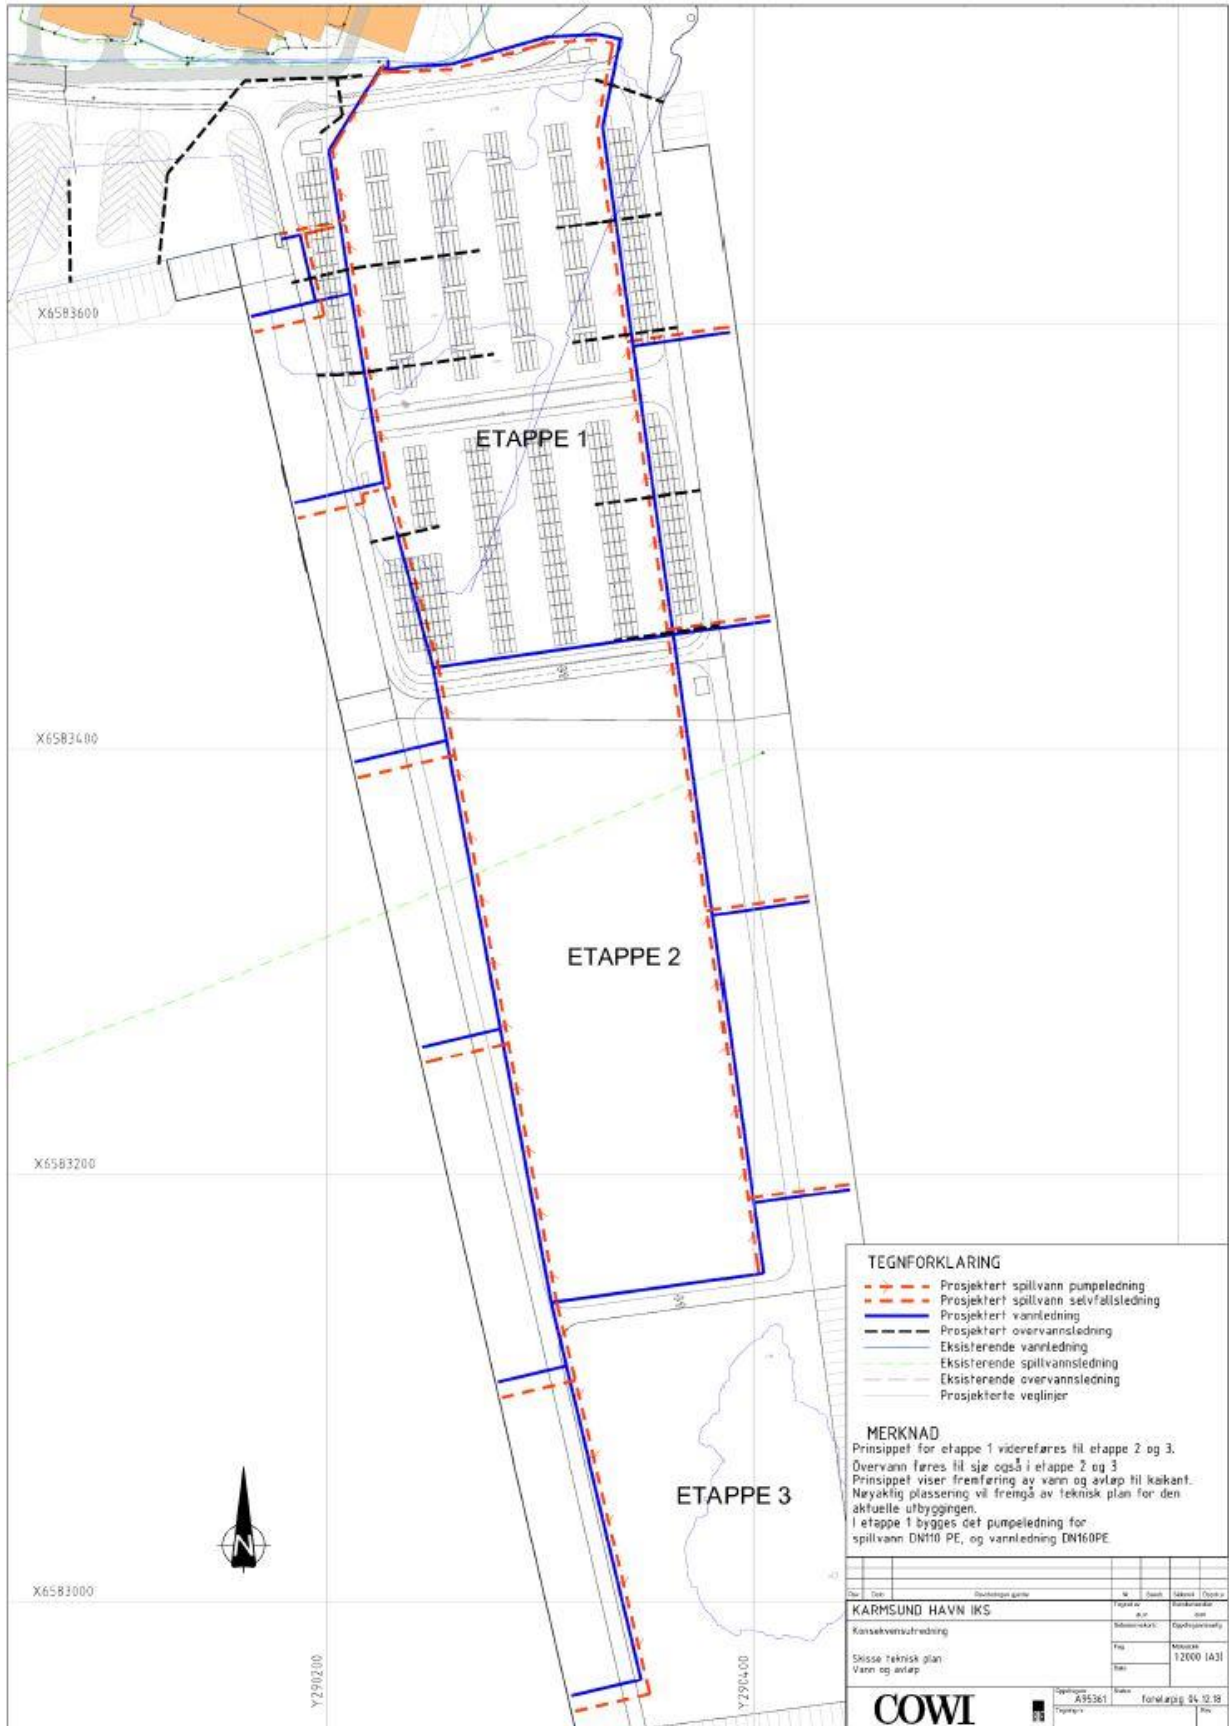 X6583600
ETAPPE 1
X6583400
ETAPPE 2
X6583200
TEGNFORKLARING
Prosjektert spillvann pumpeledning
Prosjektert spillvann selvfallsledning
Prosjektert vannledning
Prosjektert overvannsledning
Eksisterende vannledning
Eksisterende spillvannsledning
Eksisterende overvannsledning
Prosjekterte veglinjer
MERKNAD
Prinsippet for etappe 1 videreføres til etappe 2 og 3.
Overvann føres til sjø også i etappe 2 og 3
Prinsippet viser fremføring av vann og avløp til kaikant.
Nøyaktig plassering vil fremgå av teknisk plan for den
aktuelle utbyggingen.
I etappe 1 bygges det pumpeledning for
spillvann DN110 PE, og vannledning DN160PE
ETAPPE 3
N
X6583000
Y290200
Y290400
KARMSUND HAVN IKS
Konsekvensutredning
Skisse teknisk plan
Vann og avløp
1:2000 (A3)
COWI
A95361
foreløpig 04.12.18